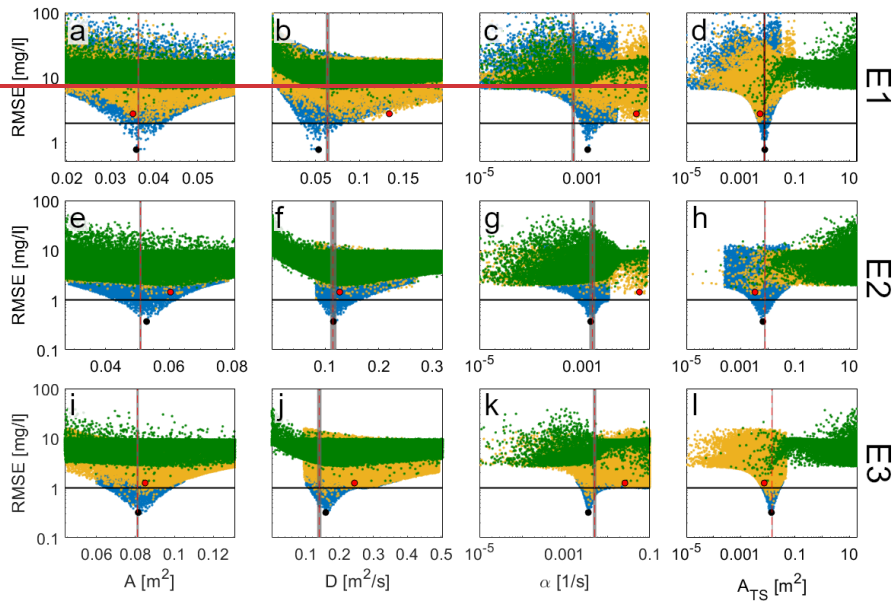 a b c d
RMSE [mg/l] 100 10 1 E1
0.02 0.03 0.04 0.05 0.05 0.1 0.15 10^-5 0.001 10^-5 0.001 0.1 10
e f g h
RMSE [mg/l] 100 10 1 0.1 E2
0.04 0.06 0.08 0.1 0.2 0.3 10^-5 0.001 10^-5 0.001 0.1 10
i j k l
RMSE [mg/l] 100 10 1 0.1 E3
0.06 0.08 0.1 0.12 0.1 0.2 0.3 0.4 0.5 10^-5 0.001 0.1 10^-5 0.001 0.1 10
A [m²] D [m²/s] α [1/s] A_TS [m²]